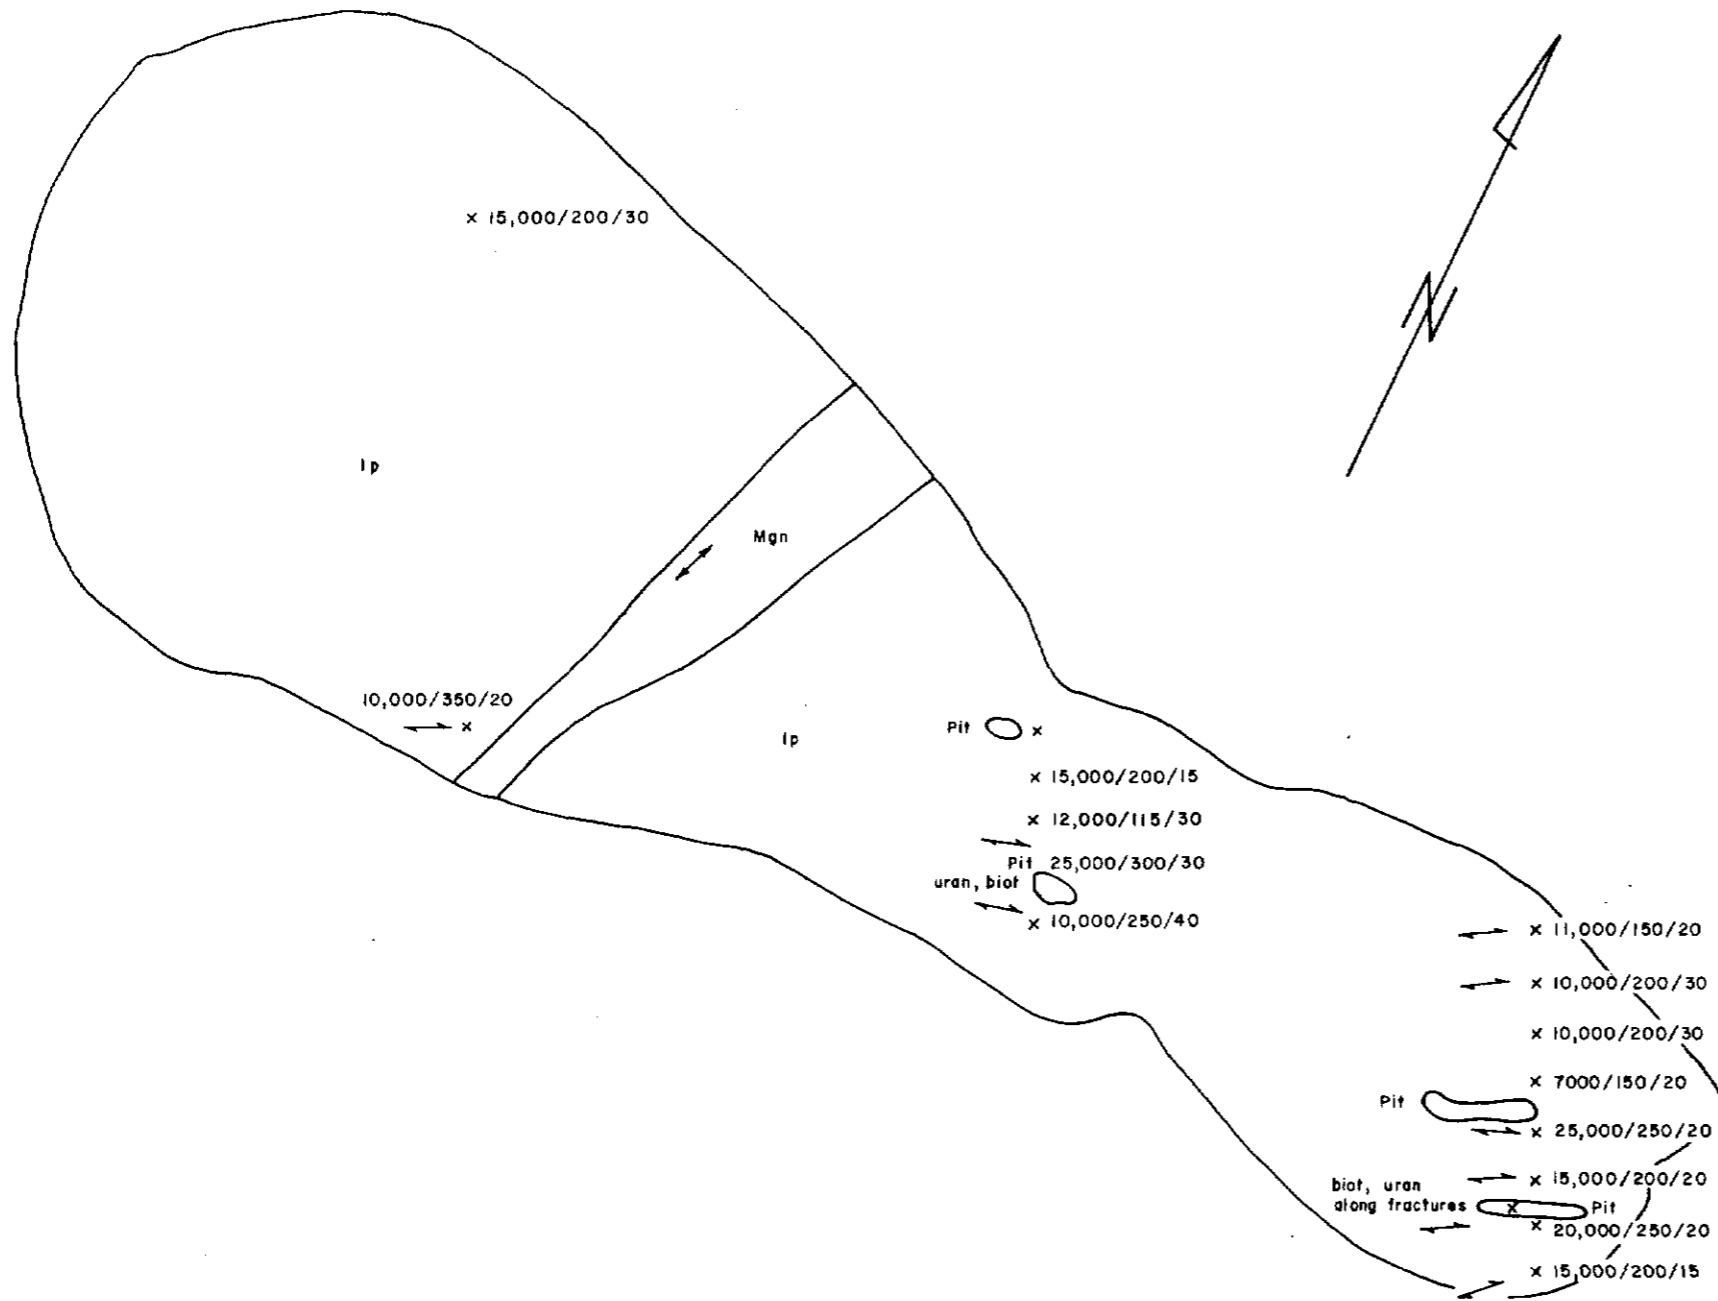 N
15,000/200/30
Ip
Mgn
10,000/350/20
Ip
Pit
15,000/200/15
12,000/115/30
Pit 25,000/300/30
uran, biot
10,000/250/40
11,000/150/20
10,000/200/30
10,000/200/30
7000/150/20
Pit
25,000/250/20
15,000/200/20
biot, uran
along fractures
Pit
20,000/250/20
15,000/200/15